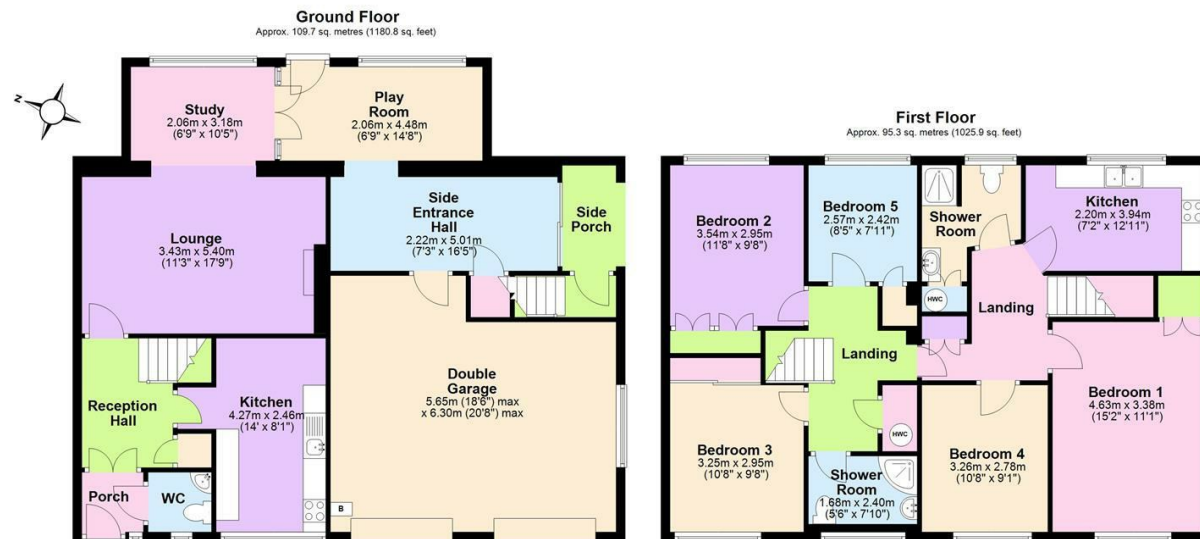 Ground Floor
Approx. 109.7 sq. metres (1180.8 sq. feet)
N
Study
2.06m x 3.18m
(6'9" x 10'5")
Play
Room
2.06m x 4.48m
(6'9" x 14'8")
Lounge
3.43m x 5.40m
(11'3" x 17'9")
Side
Entrance
Hall
2.22m x 5.01m
(7'3" x 16'5")
Side
Porch
Reception
Hall
Kitchen
4.27m x 2.46m
(14' x 8'1")
Double
Garage
5.65m (18'6") max
x 6.30m (20'8") max
Porch
WC
B
First Floor
Approx. 95.3 sq. metres (1025.9 sq. feet)
Bedroom 2
3.54m x 2.95m
(11'8" x 9'8")
Bedroom 5
2.57m x 2.42m
(8'5" x 7'11")
Shower
Room
Kitchen
2.20m x 3.94m
(7'2" x 12'11")
HWC
Landing
Landing
Bedroom 1
4.63m x 3.38m
(15'2" x 11'1")
HWC
Bedroom 3
3.25m x 2.95m
(10'8" x 9'8")
Shower
Room
1.68m x 2.40m
(5'6" x 7'10")
Bedroom 4
3.26m x 2.78m
(10'8" x 9'1")